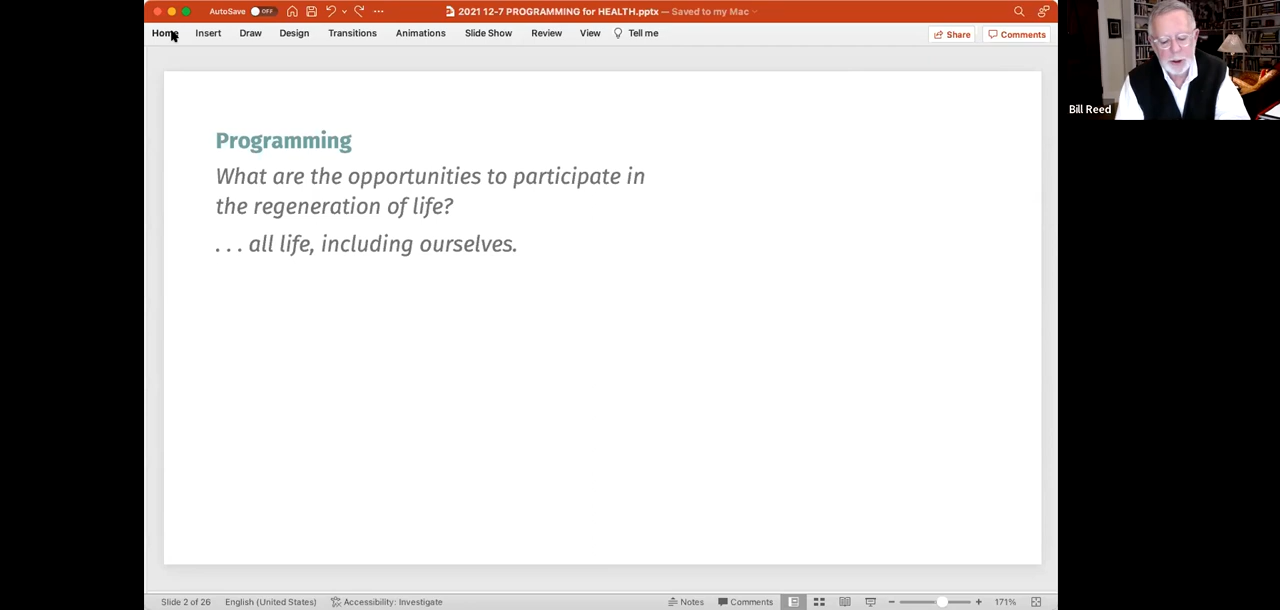 AutoSave OFF
2021 12-7 PROGRAMMING for HEALTH.pptx — Saved to my Mac
Home Insert Draw Design Transitions Animations Slide Show Review View Tell me Share Comments
Bill Reed
Programming
What are the opportunities to participate in
the regeneration of life?
. . . all life, including ourselves.
Slide 2 of 26 English (United States) Accessibility: Investigate Notes Comments 171%